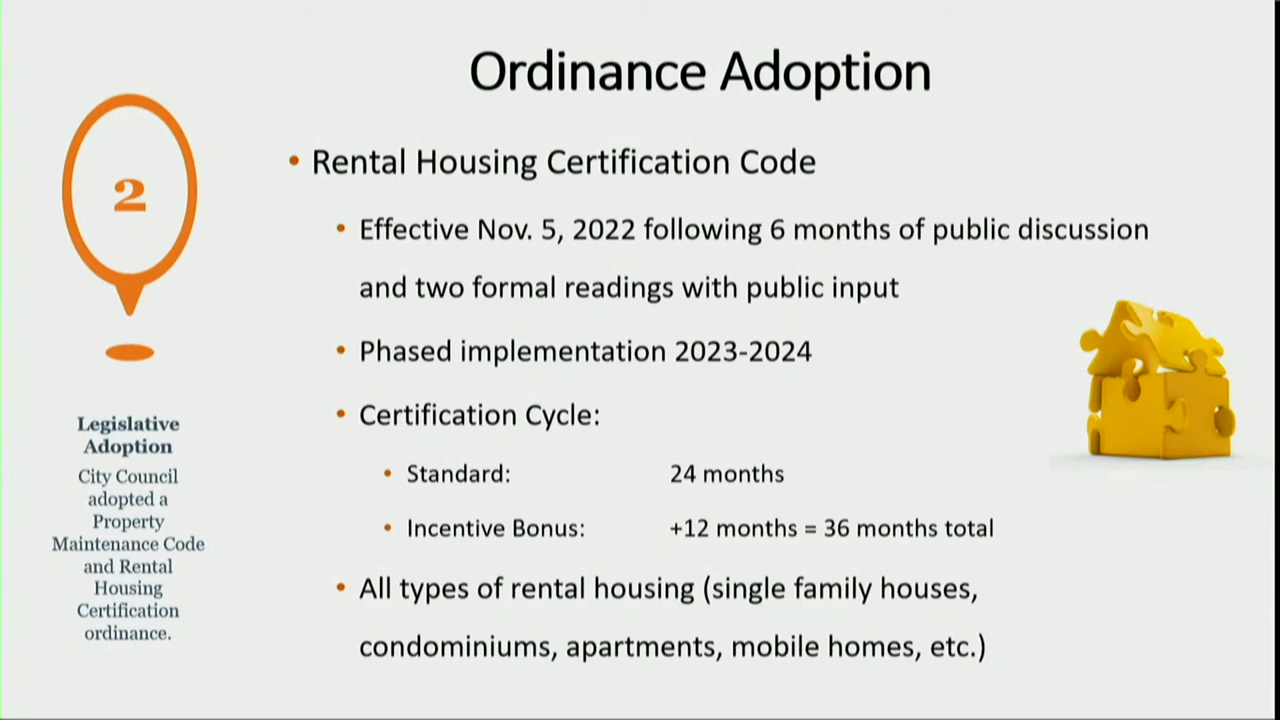 Ordinance Adoption
2
Legislative
Adoption
City Council
adopted a
Property
Maintenance Code
and Rental
Housing
Certification
ordinance.
• Rental Housing Certification Code
• Effective Nov. 5, 2022 following 6 months of public discussion
and two formal readings with public input
• Phased implementation 2023-2024
• Certification Cycle:
• Standard: 24 months
• Incentive Bonus: +12 months = 36 months total
• All types of rental housing (single family houses,
condominiums, apartments, mobile homes, etc.)